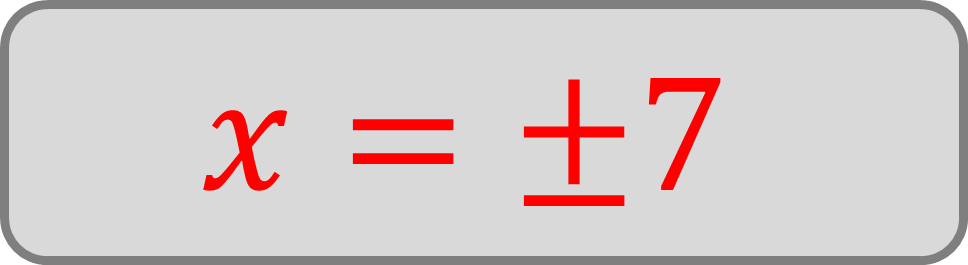 x = ±7